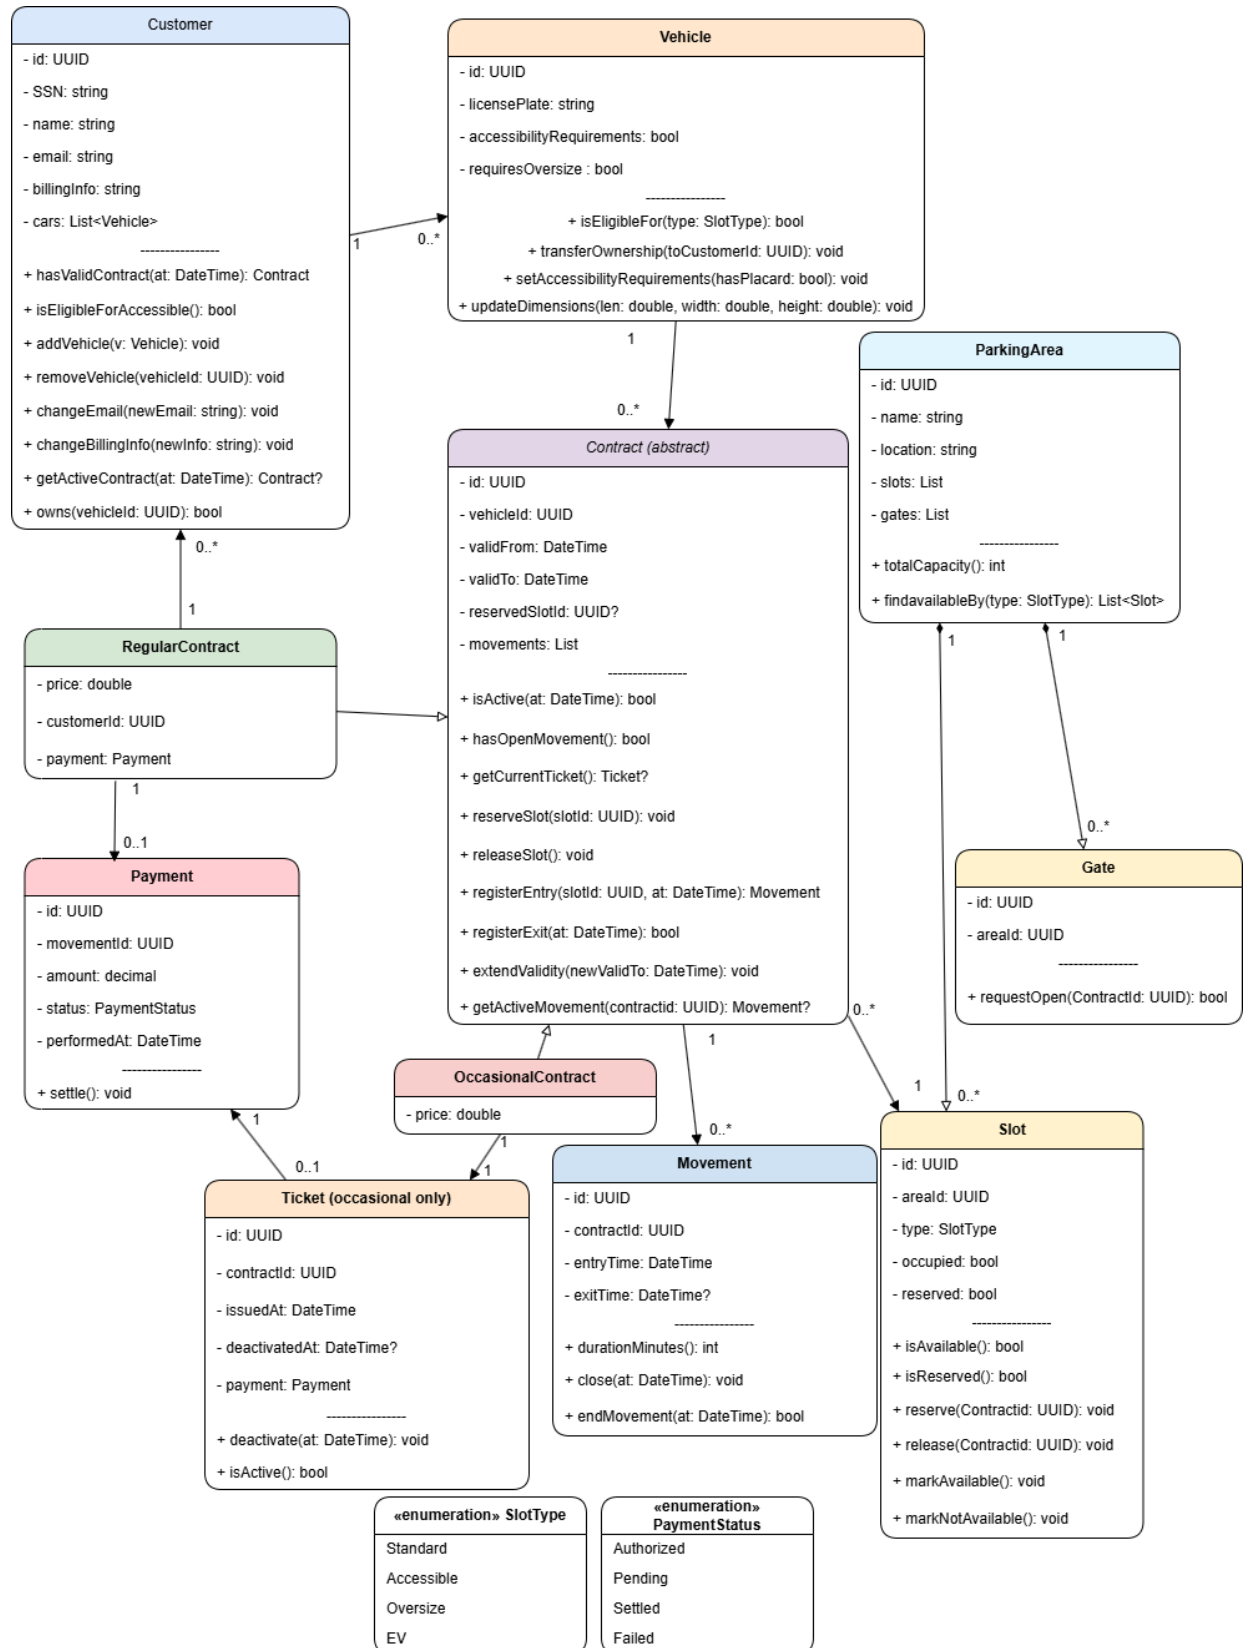 Customer
- id: UUID
- SSN: string
- name: string
- email: string
- billingInfo: string
- cars: List<Vehicle>
----------------
+ hasValidContract(at: DateTime): Contract
+ isEligibleForAccessible(): bool
+ addVehicle(v: Vehicle): void
+ removeVehicle(vehicleId: UUID): void
+ changeEmail(newEmail: string): void
+ changeBillingInfo(newInfo: string): void
+ getActiveContract(at: DateTime): Contract?
+ owns(vehicleId: UUID): bool
1
0..*
Vehicle
- id: UUID
- licensePlate: string
- accessibilityRequirements: bool
- requiresOversize : bool
----------------
+ isEligibleFor(type: SlotType): bool
+ transferOwnership(toCustomerId: UUID): void
+ setAccessibilityRequirements(hasPlacard: bool): void
+ updateDimensions(len: double, width: double, height: double): void
1
0..*
ParkingArea
- id: UUID
- name: string
- location: string
- slots: List
- gates: List
----------------
+ totalCapacity(): int
+ findavailableBy(type: SlotType): List<Slot>
1
1
0..*
0..*
Contract (abstract)
- id: UUID
- vehicleId: UUID
- validFrom: DateTime
- validTo: DateTime
- reservedSlotId: UUID?
- movements: List
----------------
+ isActive(at: DateTime): bool
+ hasOpenMovement(): bool
+ getCurrentTicket(): Ticket?
+ reserveSlot(slotId: UUID): void
+ releaseSlot(): void
+ registerEntry(slotId: UUID, at: DateTime): Movement
+ registerExit(at: DateTime): bool
+ extendValidity(newValidTo: DateTime): void
+ getActiveMovement(contractid: UUID): Movement?
0..*
1
0..*
1
RegularContract
- price: double
- customerId: UUID
- payment: Payment
1
0..1
Payment
- id: UUID
- movementId: UUID
- amount: decimal
- status: PaymentStatus
- performedAt: DateTime
----------------
+ settle(): void
1
0..1
Gate
- id: UUID
- areaId: UUID
----------------
+ requestOpen(ContractId: UUID): bool
OccasionalContract
- price: double
1
1
1
0..*
Ticket (occasional only)
- id: UUID
- contractId: UUID
- issuedAt: DateTime
- deactivatedAt: DateTime?
- payment: Payment
----------------
+ deactivate(at: DateTime): void
+ isActive(): bool
Movement
- id: UUID
- contractId: UUID
- entryTime: DateTime
- exitTime: DateTime?
----------------
+ durationMinutes(): int
+ close(at: DateTime): void
+ endMovement(at: DateTime): bool
Slot
- id: UUID
- areaId: UUID
- type: SlotType
- occupied: bool
- reserved: bool
----------------
+ isAvailable(): bool
+ isReserved(): bool
+ reserve(Contractid: UUID): void
+ release(Contractid: UUID): void
+ markAvailable(): void
+ markNotAvailable(): void
«enumeration» SlotType
Standard
Accessible
Oversize
EV
«enumeration»
PaymentStatus
Authorized
Pending
Settled
Failed